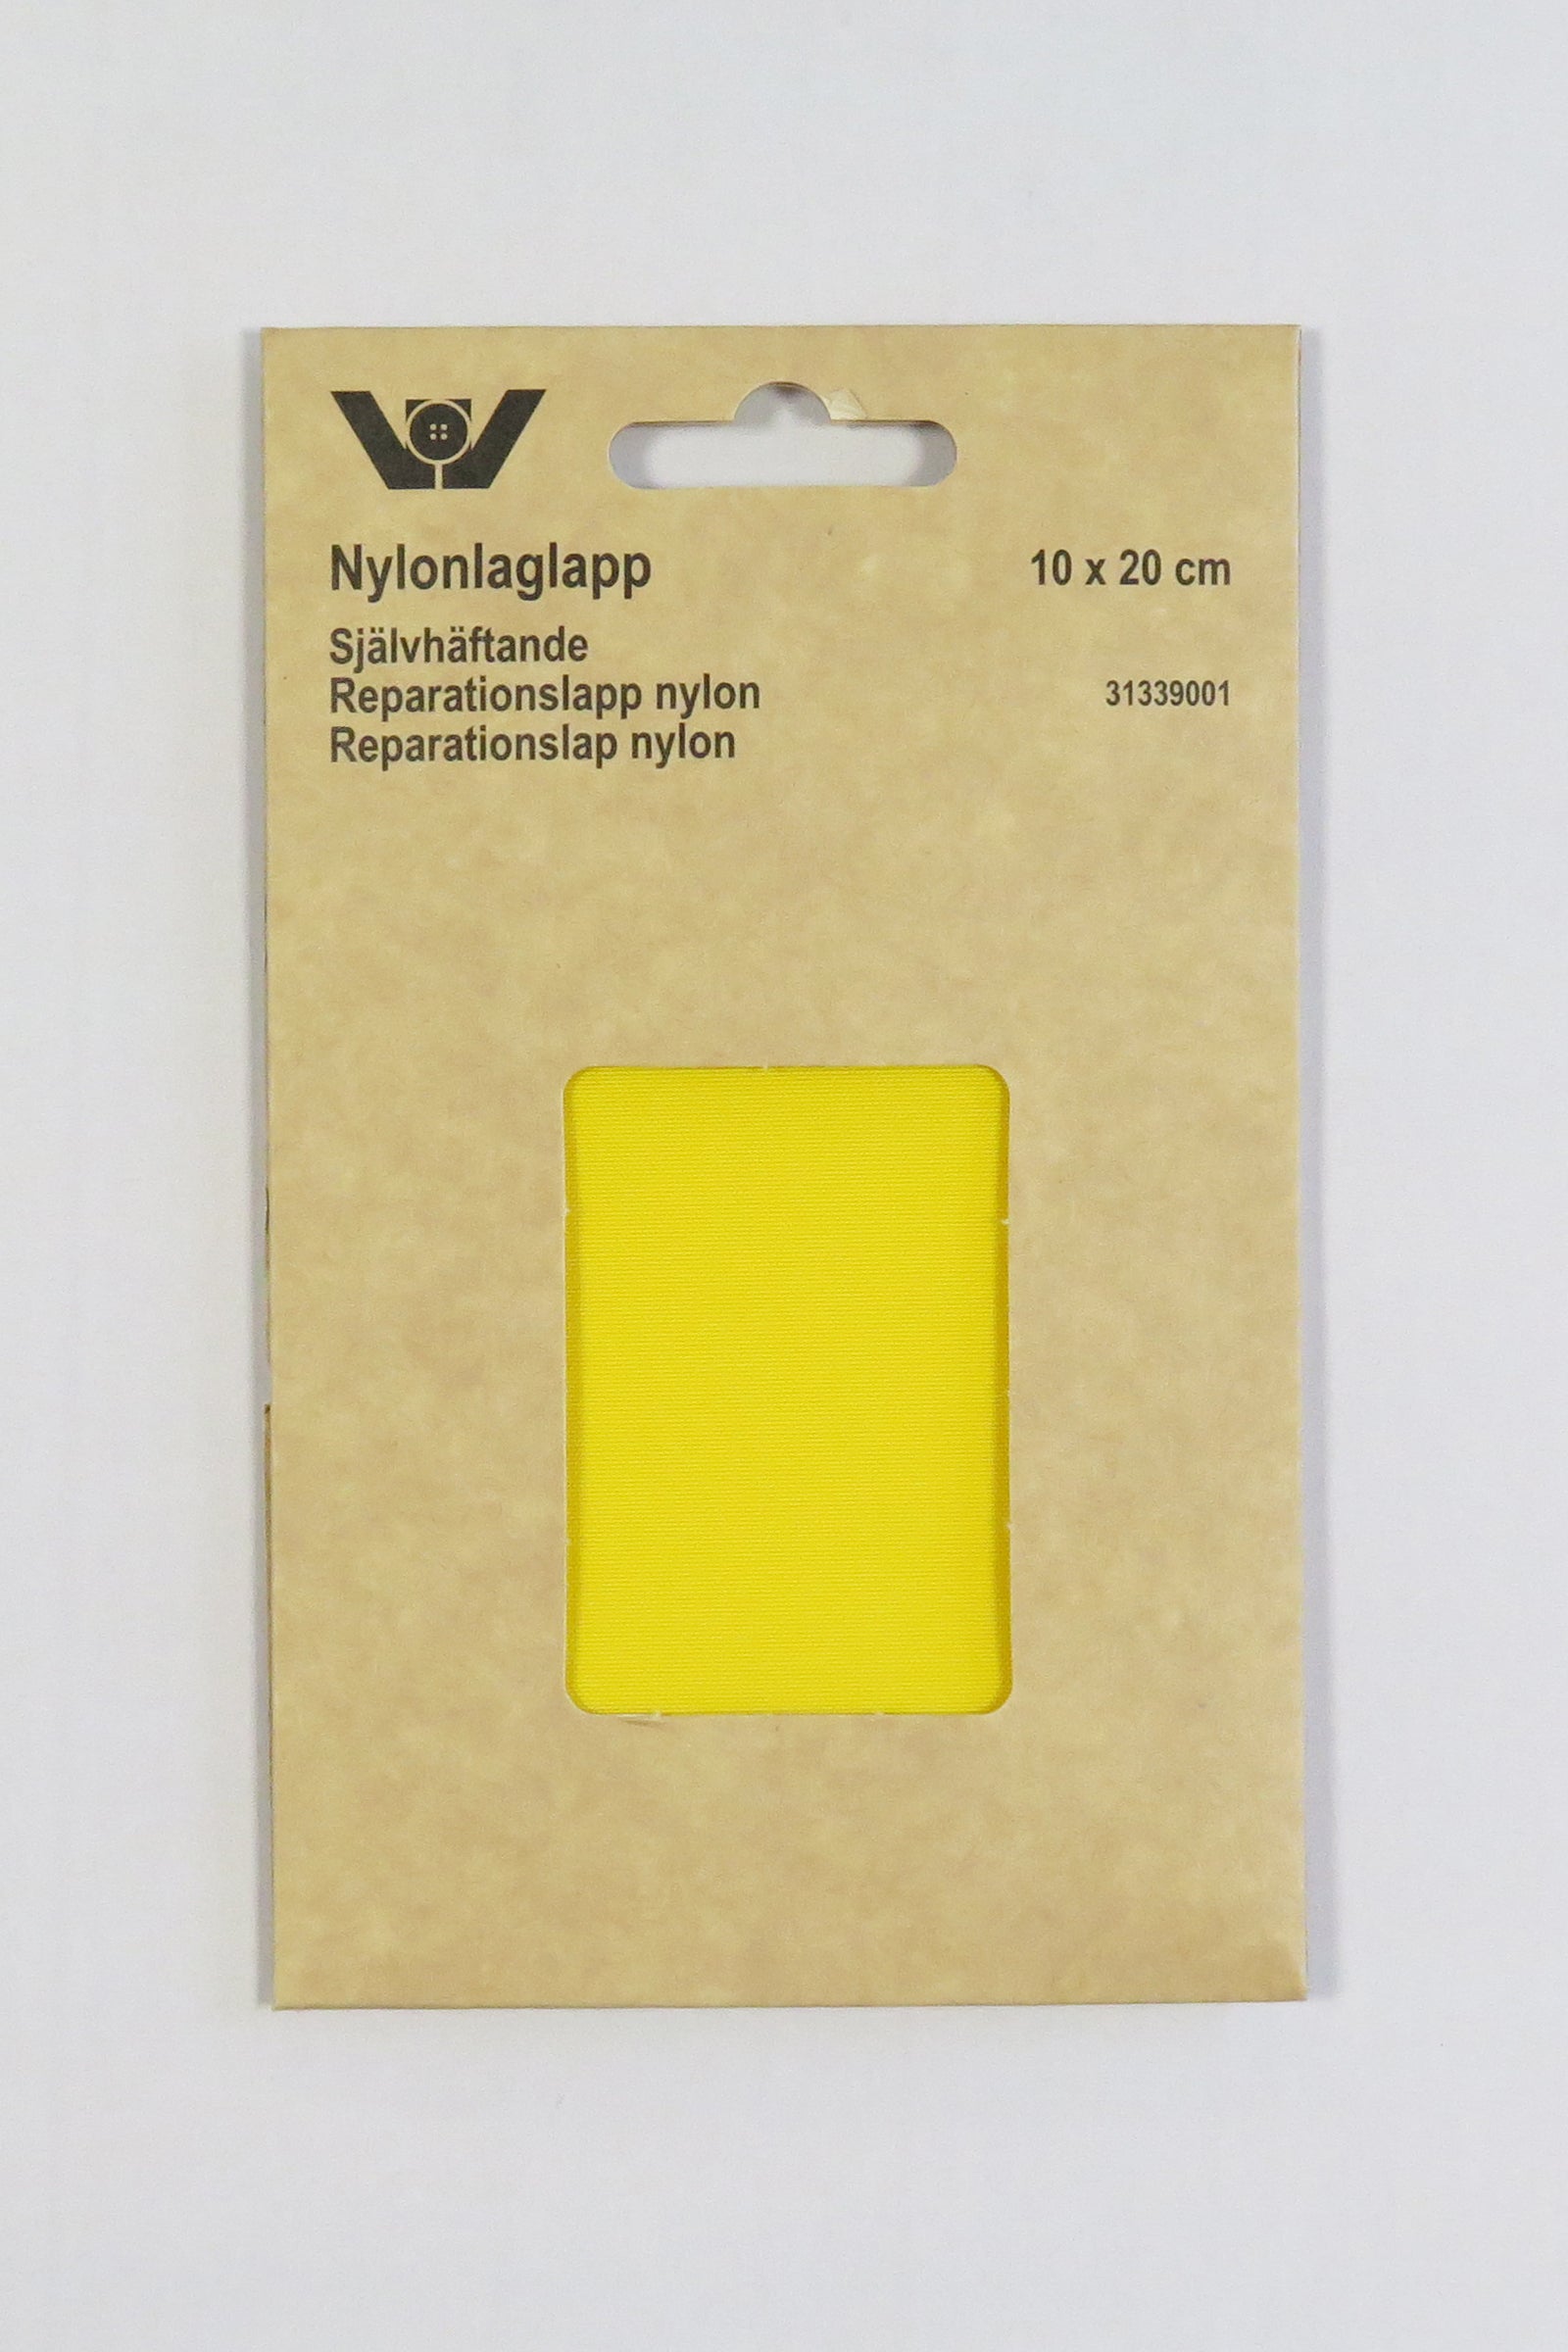 Nylonlaglapp
10 x 20 cm
Självhäftande
Reparationslapp nylon
31339001
Reparationslap nylon